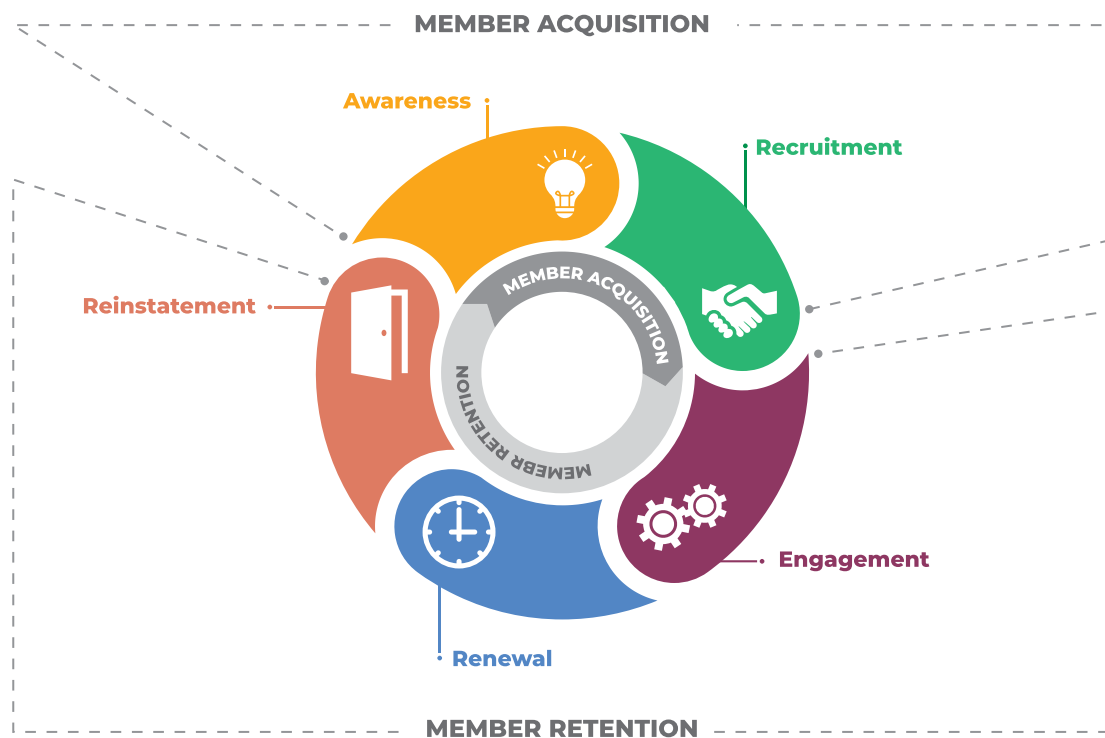 MEMBER ACQUISITION
Awareness
Recruitment
MEMBER ACQUISITION
Reinstatement
MEMEBR RETENTION
Engagement
Renewal
MEMBER RETENTION